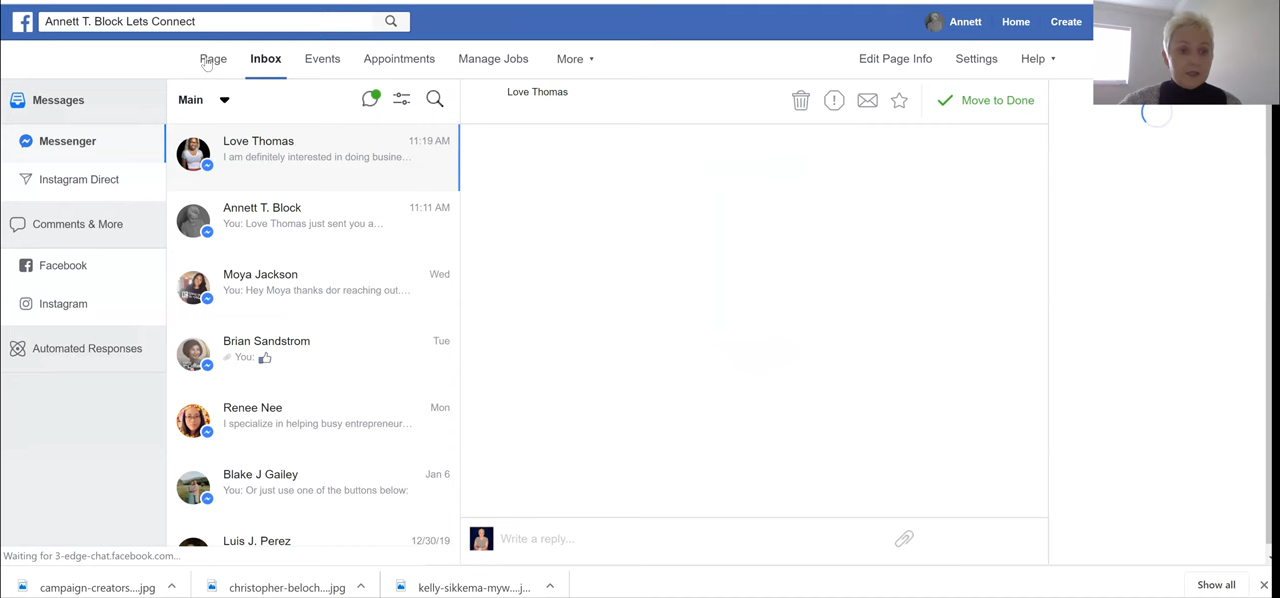 Annett T. Block Lets Connect
Annett
Home
Create
Page
Inbox
Events
Appointments
Manage Jobs
More
Edit Page Info
Settings
Help
Messages
Messenger
Instagram Direct
Comments & More
Facebook
Instagram
Automated Responses
Main
Love Thomas 11:19 AM
I am definitely interested in doing busine…
Annett T. Block 11:11 AM
You: Love Thomas just sent you a…
Moya Jackson Wed
You: Hey Moya thanks dor reaching out.…
Brian Sandstrom Tue
You:
Renee Nee Mon
I specialize in helping busy entrepreneur…
Blake J Gailey Jan 6
You: Or just use one of the buttons below:
Luis J. Perez 12/30/19
Love Thomas
Move to Done
Write a reply...
Waiting for 3-edge-chat.facebook.com...
campaign-creators....jpg
christopher-beloch....jpg
kelly-sikkema-myw....j...
Show all